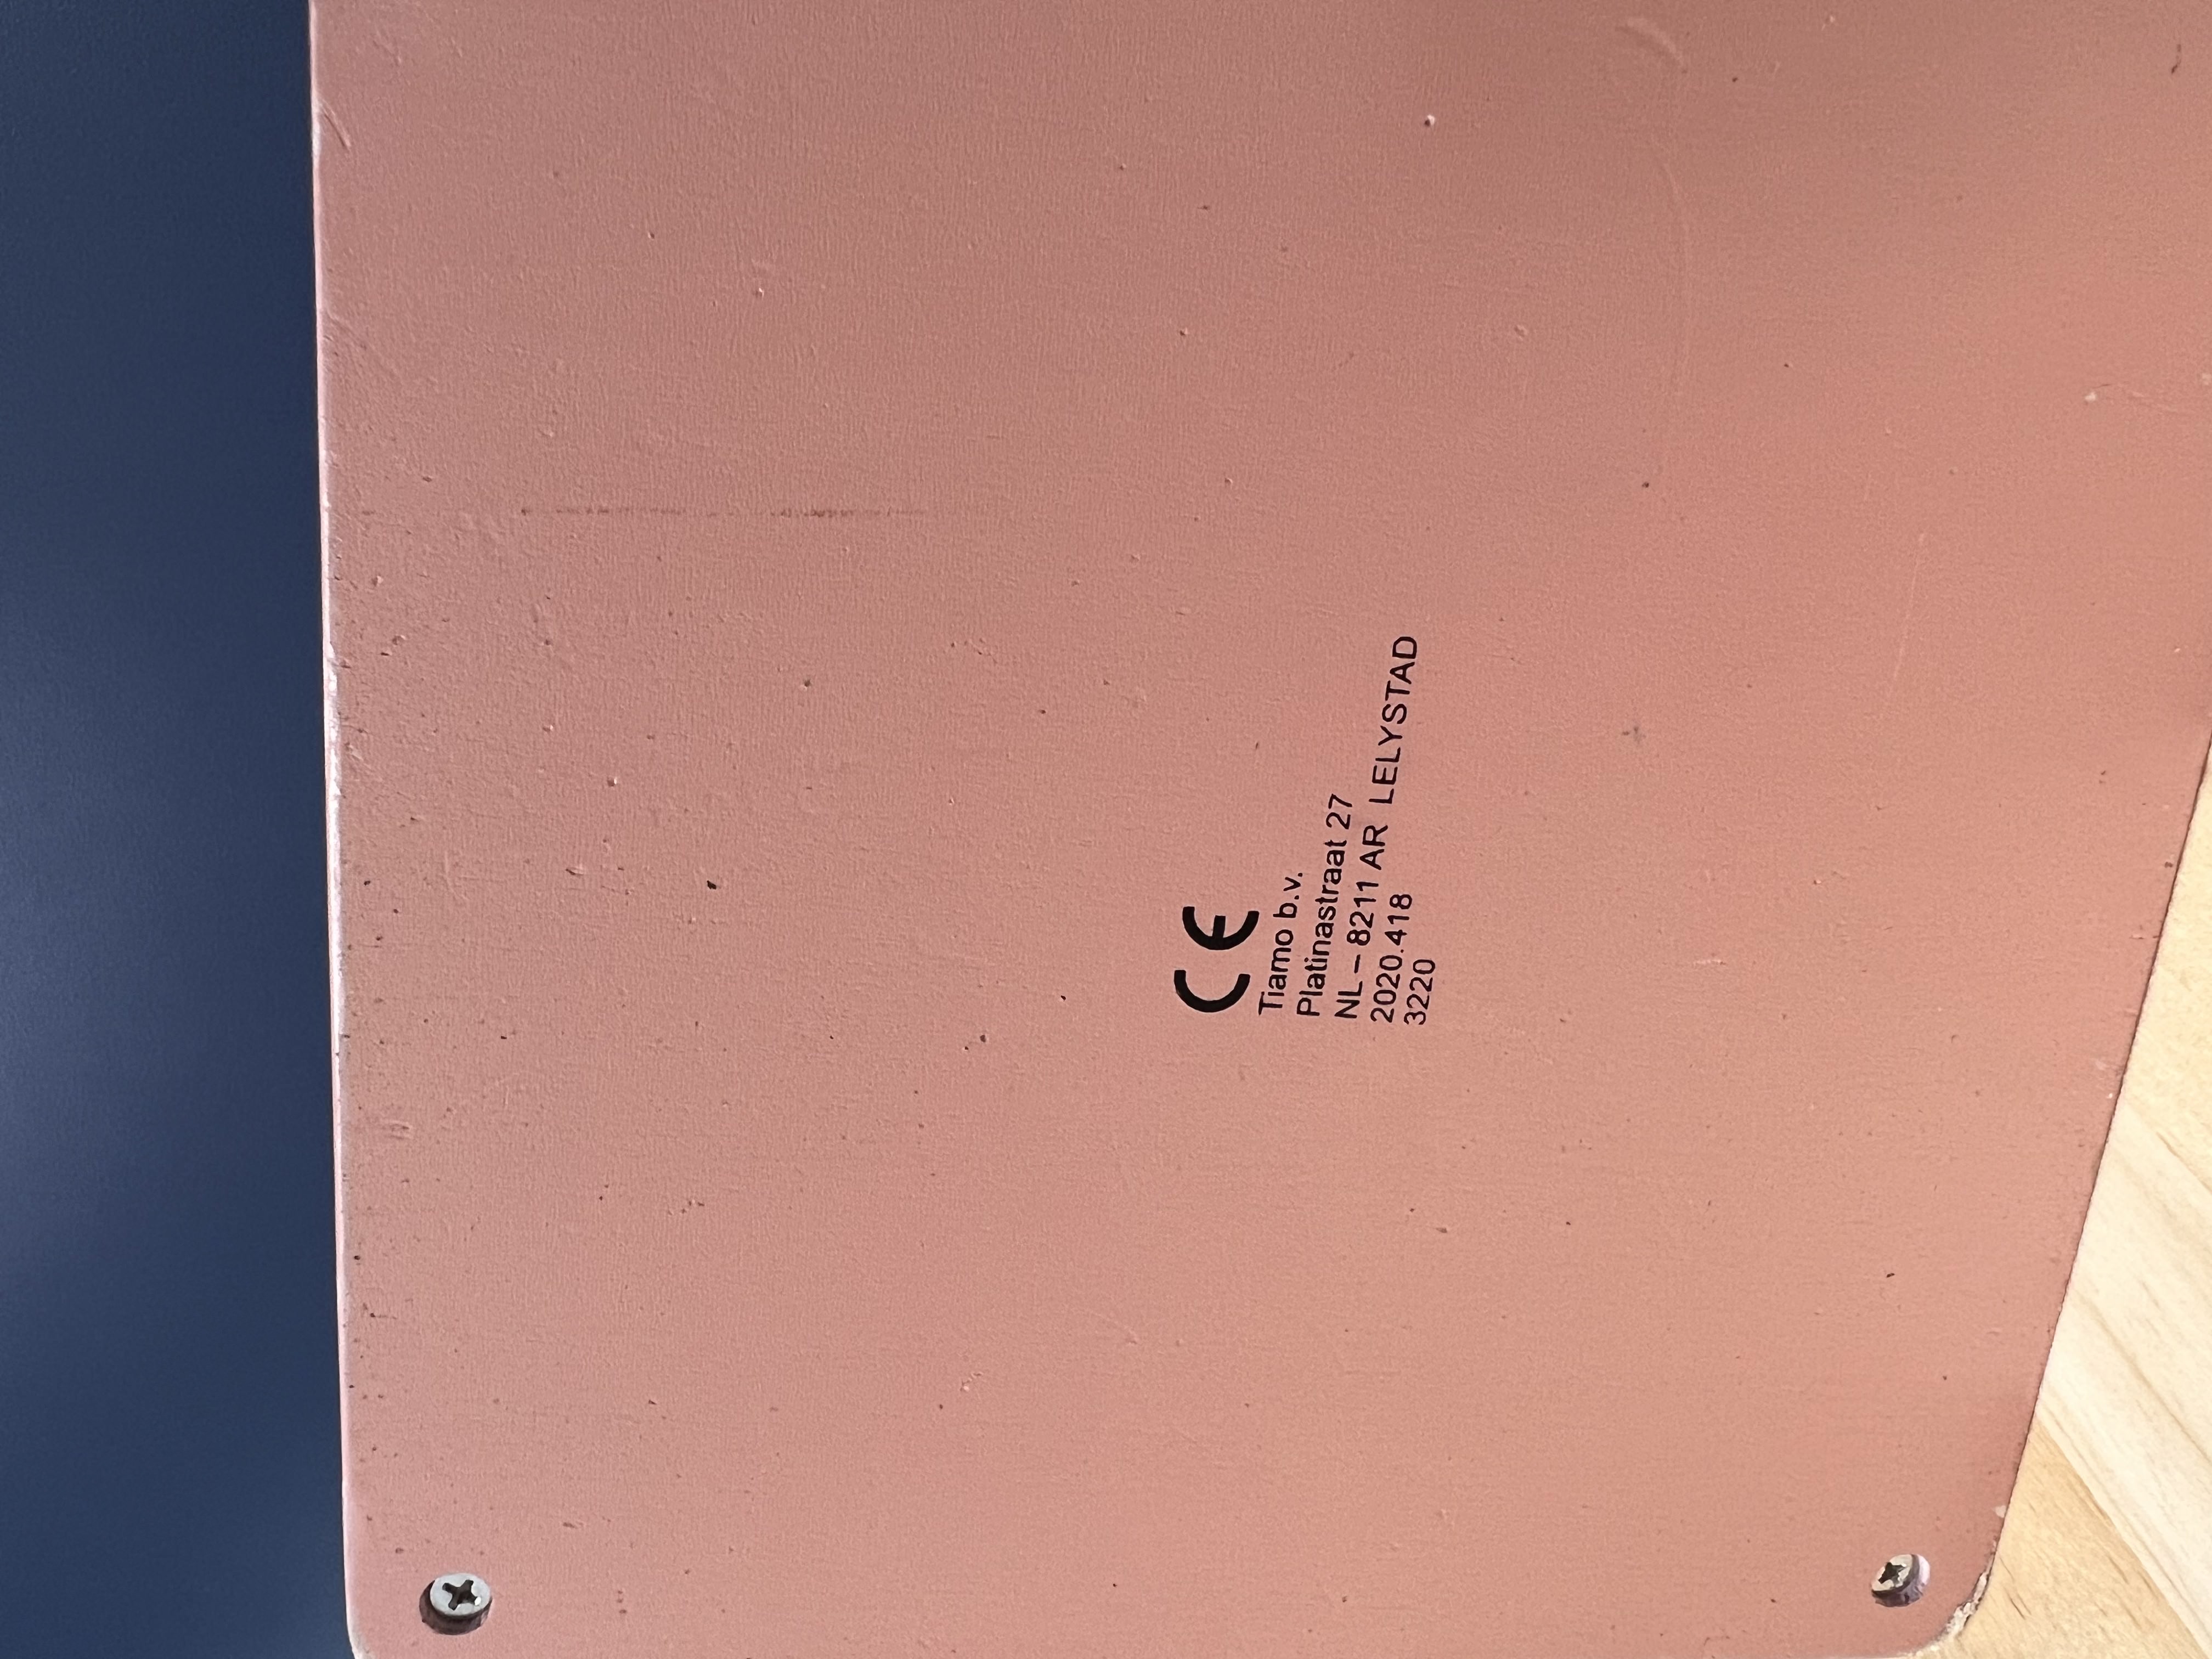 CE
Tiamo b.v.
Platinastraat 27
NL– 8211 AR LELYSTAD
2020.418
3220